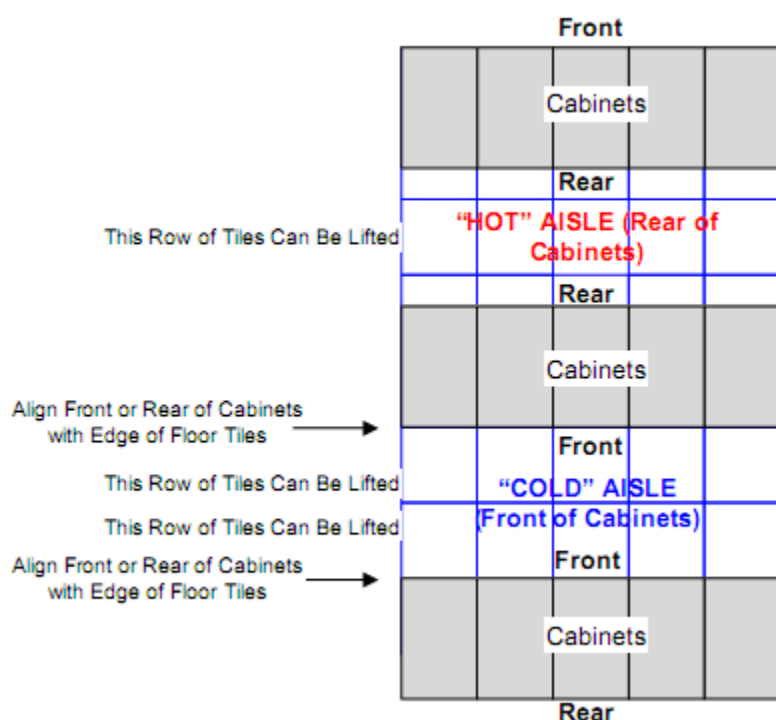 Front
Cabinets
Rear
“HOT” AISLE (Rear of
Cabinets)
This Row of Tiles Can Be Lifted
Rear
Cabinets
Align Front or Rear of Cabinets
with Edge of Floor Tiles
Front
This Row of Tiles Can Be Lifted
“COLD” AISLE
(Front of Cabinets)
This Row of Tiles Can Be Lifted
Front
Align Front or Rear of Cabinets
with Edge of Floor Tiles
Cabinets
Rear